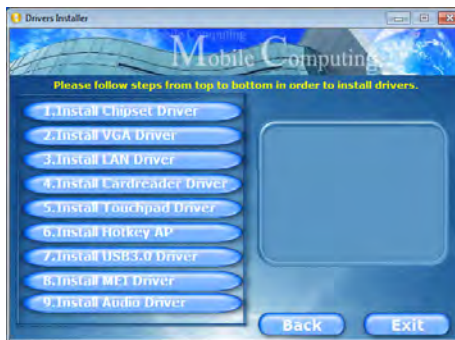 Drivers Installer
Mobile Computing
Please follow steps from top to bottom in order to install drivers.
1.Install Chipset Driver
2.Install VGA Driver
3.Install LAN Driver
4.Install Cardreader Driver
5.Install Touchpad Driver
6.Install Hotkey AP
7.Install USB3.0 Driver
8.Install MEI Driver
9.Install Audio Driver
Back
Exit